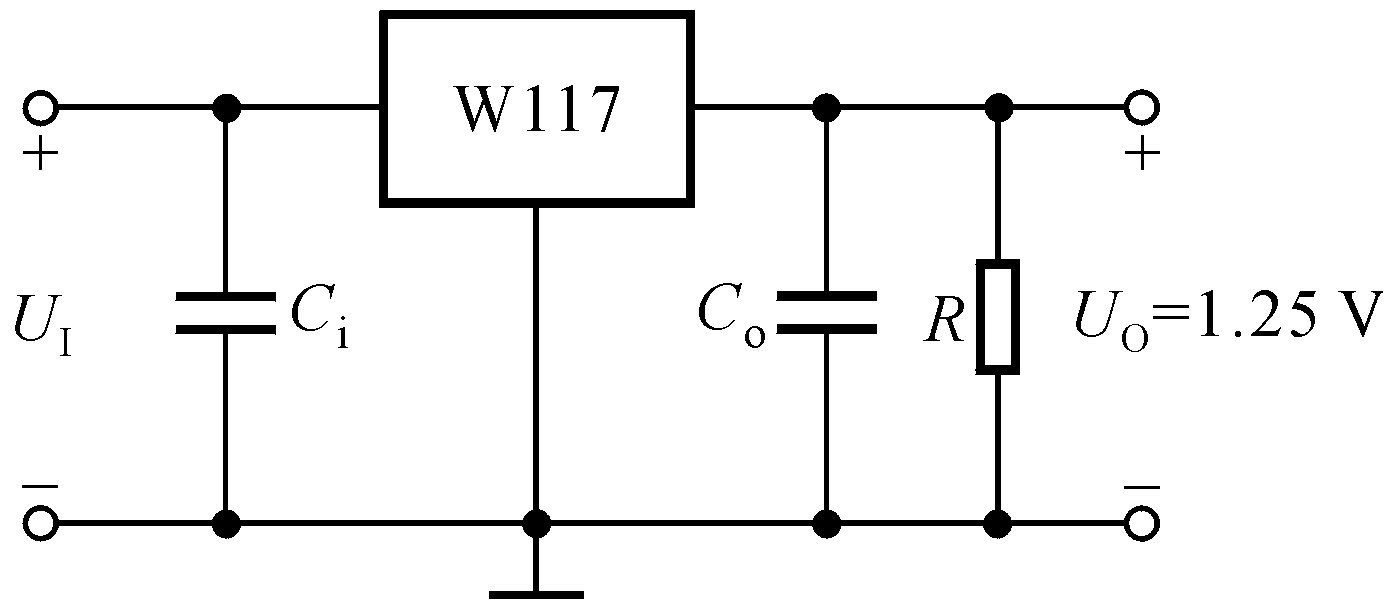 W117
+
+
U_I
C_i
C_o
R
U_O=1.25 V
−
−